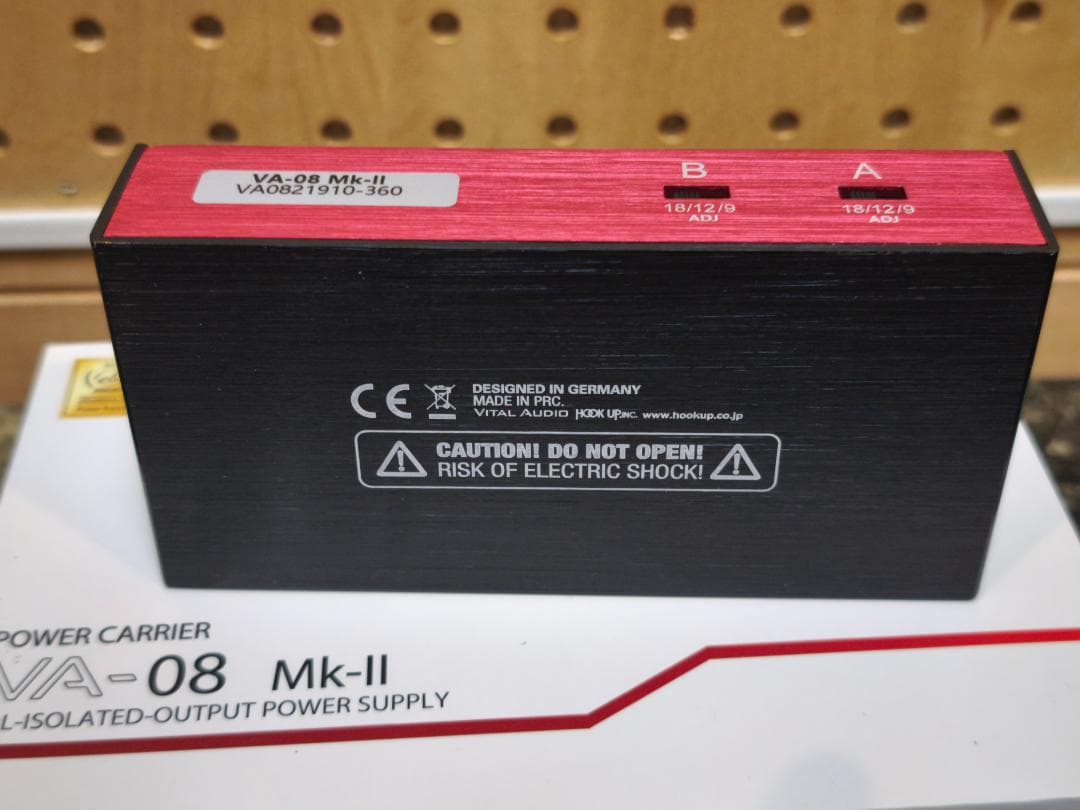 VA-08 Mk-II
VA0821910-360
B
18/12/9
ADJ
A
18/12/9
ADJ
CE
DESIGNED IN GERMANY
MADE IN PRC.
VITAL AUDIO HOOK UP,INC. www.hookup.co.jp
CAUTION! DO NOT OPEN!
RISK OF ELECTRIC SHOCK!
POWER CARRIER
VA-08 Mk-II
L-ISOLATED-OUTPUT POWER SUPPLY